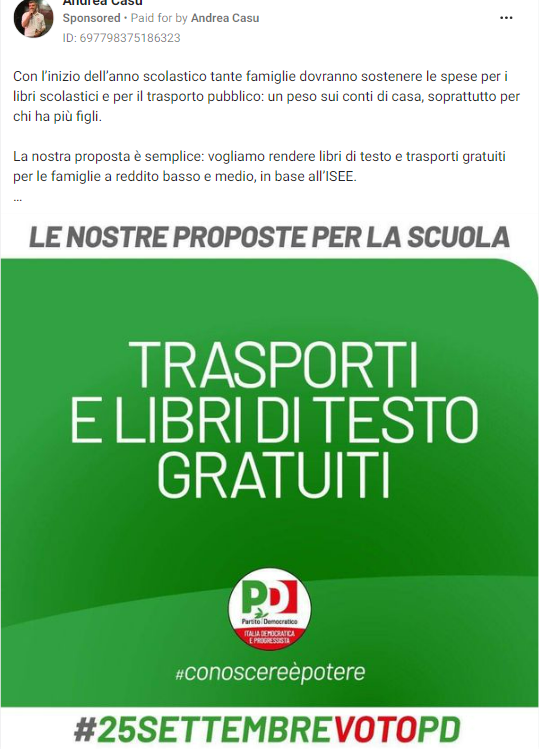 Andrea Casu
Sponsored • Paid for by Andrea Casu
ID: 697798375186323
Con l'inizio dell'anno scolastico tante famiglie dovranno sostenere le spese per i
libri scolastici e per il trasporto pubblico: un peso sui conti di casa, soprattutto per
chi ha più figli.
La nostra proposta è semplice: vogliamo rendere libri di testo e trasporti gratuiti
per le famiglie a reddito basso e medio, in base all'ISEE.
...
LE NOSTRE PROPOSTE PER LA SCUOLA
TRASPORTI
E LIBRI DI TESTO
GRATUITI
PD
Partito Democratico
ITALIA DEMOCRATICA
E PROGRESSISTA
#conoscereèpotere
#25SETTEMBREVOTOPD